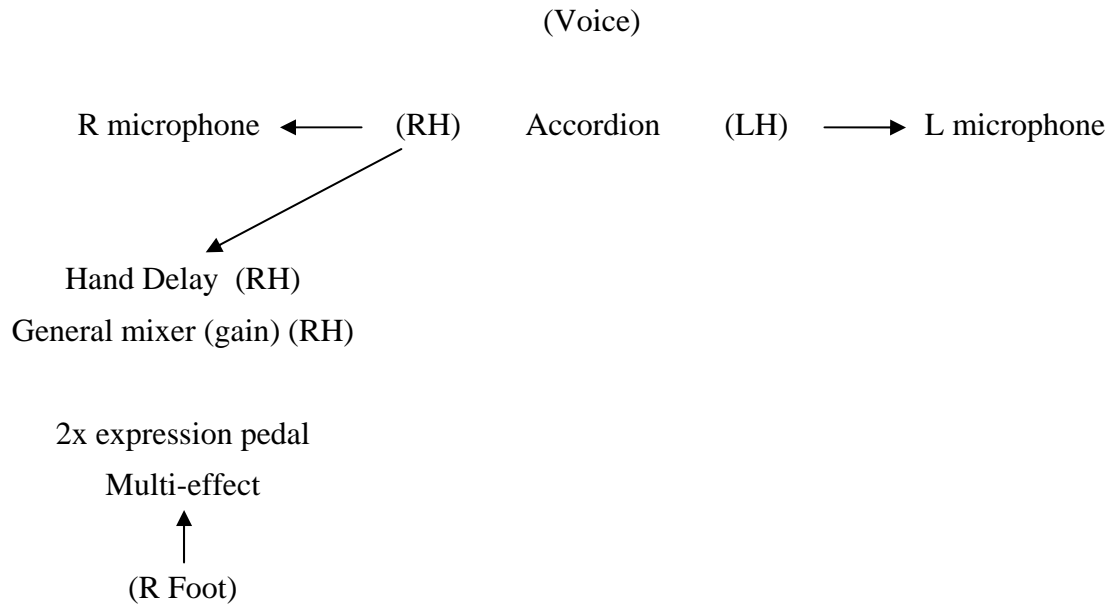 (Voice)
R microphone (RH) Accordion (LH) L microphone
Hand Delay (RH)
General mixer (gain) (RH)
2x expression pedal
Multi-effect
(R Foot)